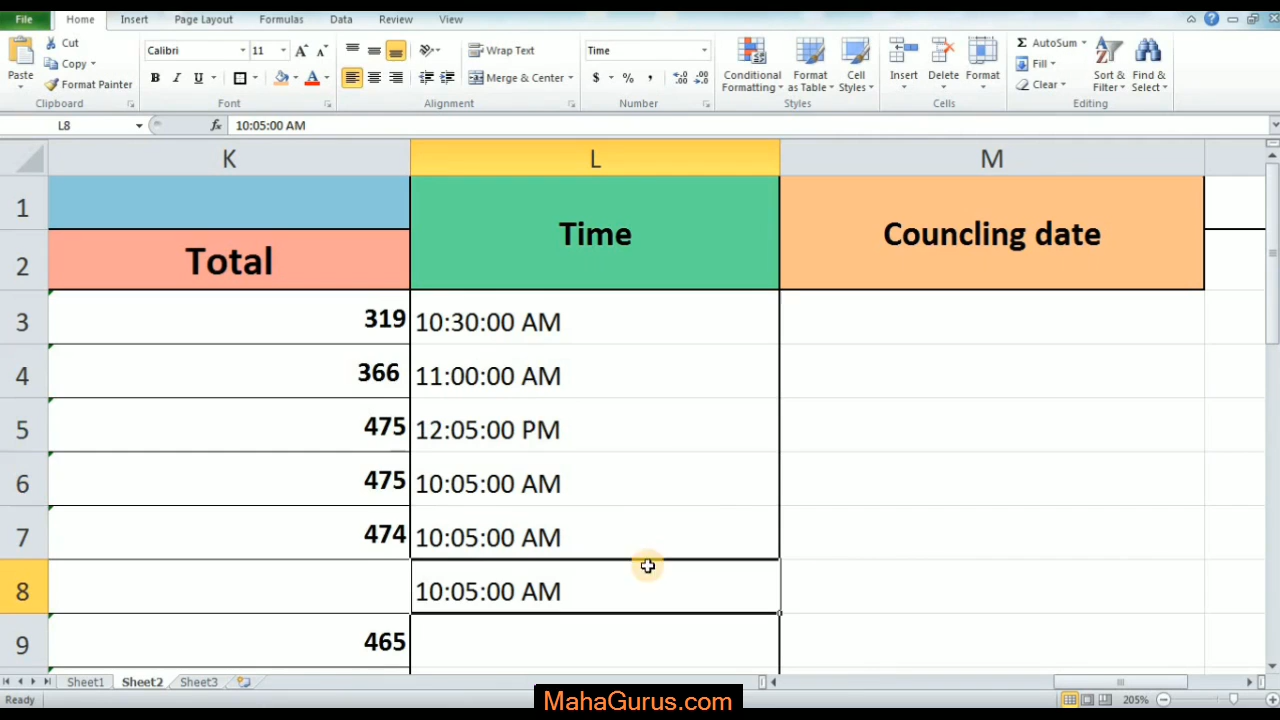 File Home Insert Page Layout Formulas Data Review View
Paste
Cut
Copy
Format Painter
Clipboard
Calibri 11 A A
B I U A
Font
Wrap Text
Merge & Center
Alignment
Time
$ % ,
Number
Conditional Formatting
Format as Table
Cell Styles
Styles
Insert Delete Format
Cells
Σ AutoSum
Fill
Clear
Sort & Filter
Find & Select
Editing
L8 fx 10:05:00 AM
K L M
1 Time Councling date
2 Total
3 319 10:30:00 AM
4 366 11:00:00 AM
5 475 12:05:00 PM
6 475 10:05:00 AM
7 474 10:05:00 AM
8 10:05:00 AM
9 465
Sheet1 Sheet2 Sheet3
Ready 205%
MahaGurus.com